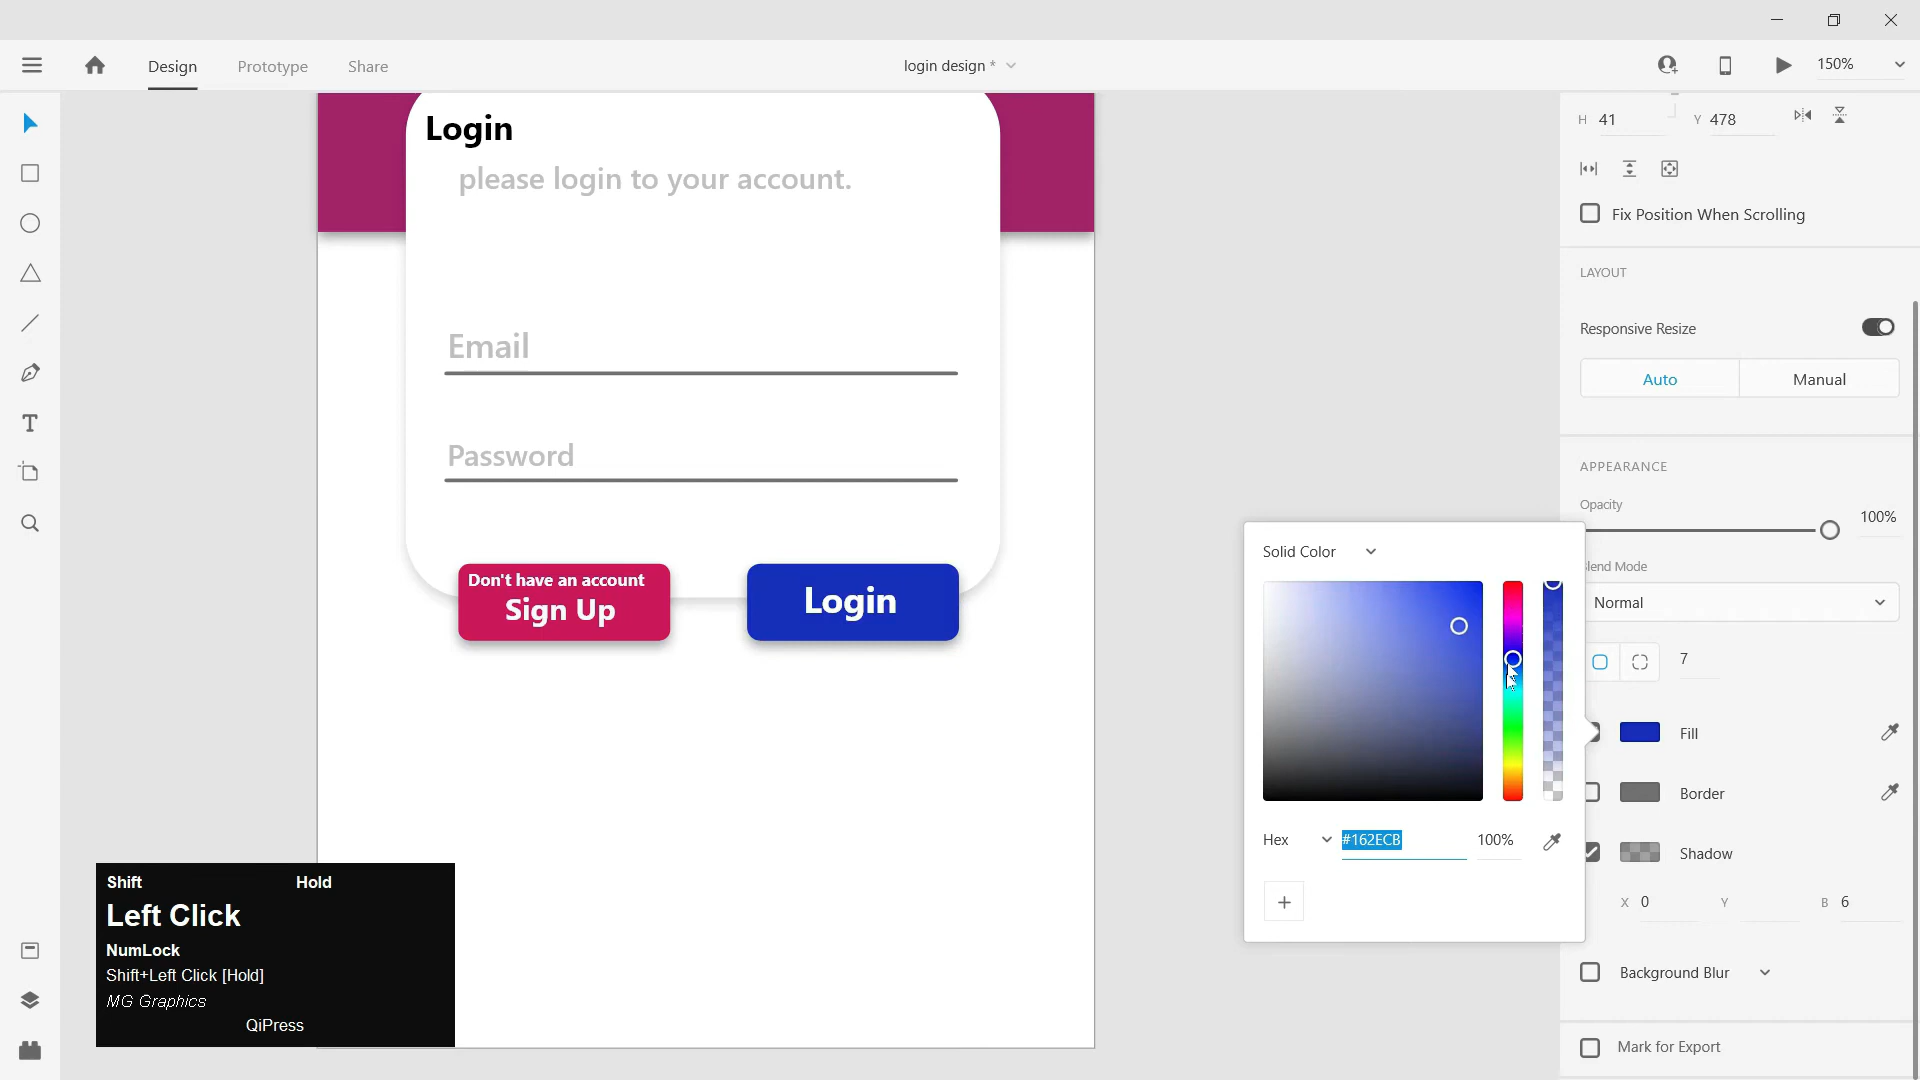 Design
Prototype
Share
login design *
150%
H 41
Y 478
Fix Position When Scrolling
LAYOUT
Responsive Resize
Auto
Manual
APPEARANCE
Opacity
100%
lend Mode
Normal
7
Fill
Border
Shadow
X 0
Y
B 6
Background Blur
Mark for Export
Solid Color
Hex
#162ECB
100%
Login
please login to your account.
Email
Password
Don't have an account
Sign Up
Login
Shift
Hold
Left Click
NumLock
Shift+Left Click [Hold]
MG Graphics
QiPress